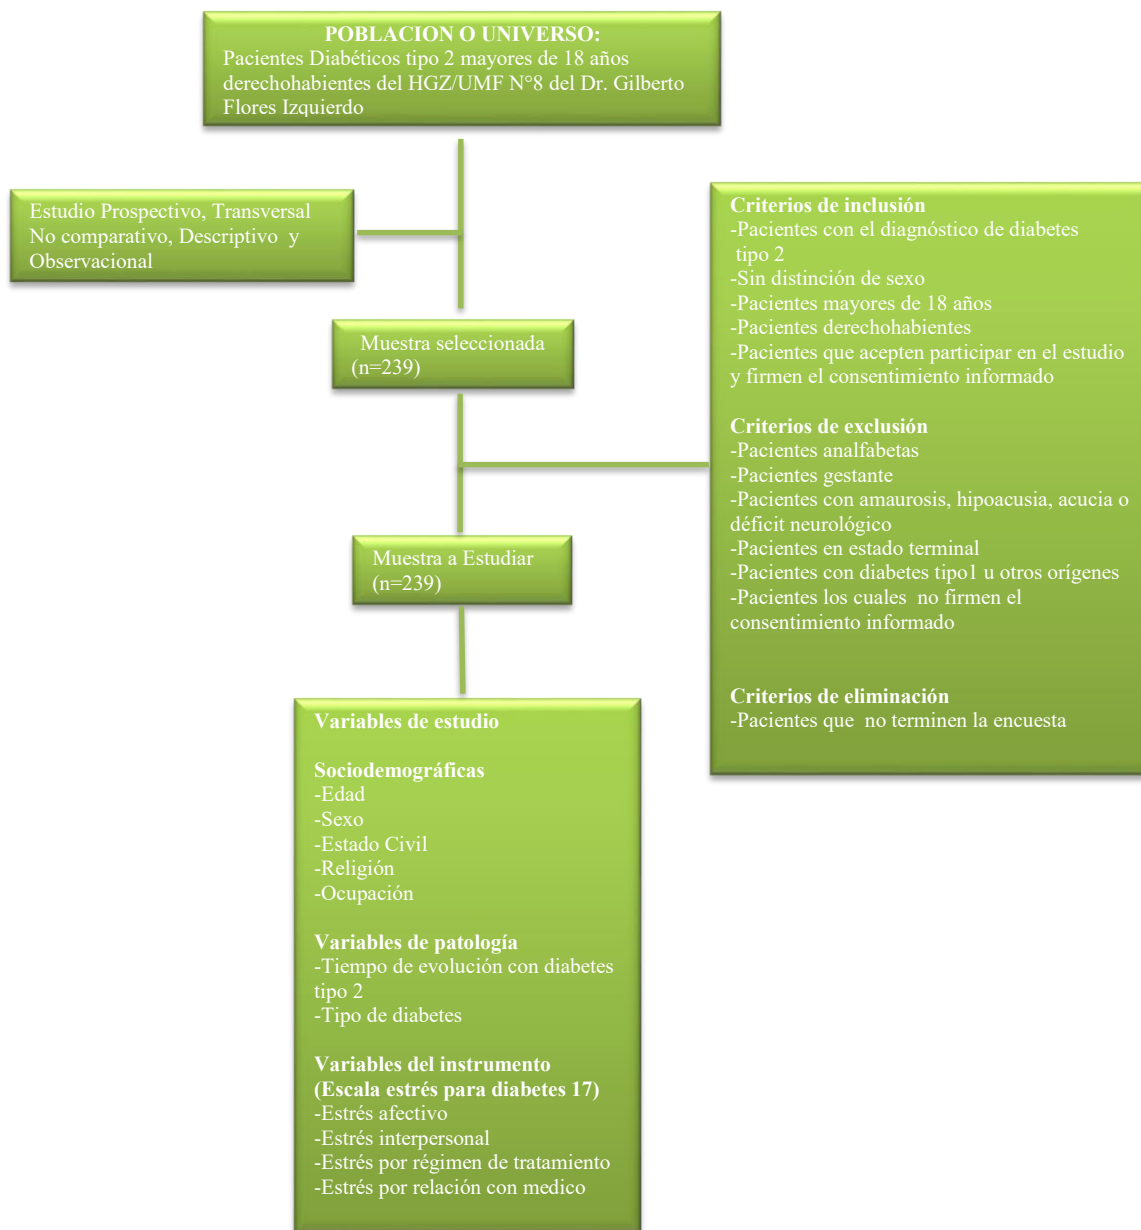 POBLACION O UNIVERSO:
Pacientes Diabéticos tipo 2 mayores de 18 años
derechohabientes del HGZ/UMF N°8 del Dr. Gilberto
Flores Izquierdo
Estudio Prospectivo, Transversal
No comparativo, Descriptivo y
Observacional
Muestra seleccionada
(n=239)
Criterios de inclusión
-Pacientes con el diagnóstico de diabetes
tipo 2
-Sin distinción de sexo
-Pacientes mayores de 18 años
-Pacientes derechohabientes
-Pacientes que acepten participar en el estudio
y firmen el consentimiento informado
Criterios de exclusión
-Pacientes analfabetas
-Pacientes gestante
-Pacientes con amaurosis, hipoacusia, acucia o
déficit neurológico
-Pacientes en estado terminal
-Pacientes con diabetes tipo1 u otros orígenes
-Pacientes los cuales no firmen el
consentimiento informado
Criterios de eliminación
-Pacientes que no terminen la encuesta
Muestra a Estudiar
(n=239)
Variables de estudio
Sociodemográficas
-Edad
-Sexo
-Estado Civil
-Religión
-Ocupación
Variables de patología
-Tiempo de evolución con diabetes
tipo 2
-Tipo de diabetes
Variables del instrumento
(Escala estrés para diabetes 17)
-Estrés afectivo
-Estrés interpersonal
-Estrés por régimen de tratamiento
-Estrés por relación con medico